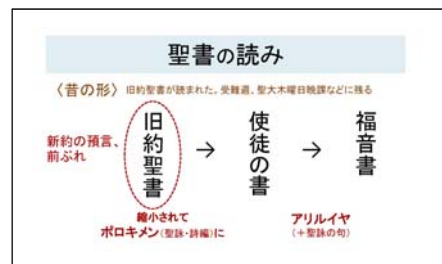 聖書の読み
〈昔の形〉旧約聖書が読まれた。受難週、聖大木曜日晩課などに残る
新約の預言、
前ぶれ
旧約聖書
→
使徒の書
→
福音書
縮小されて
ポロキメン(聖詠・詩編)に
アリルイヤ
(+聖詠の句)